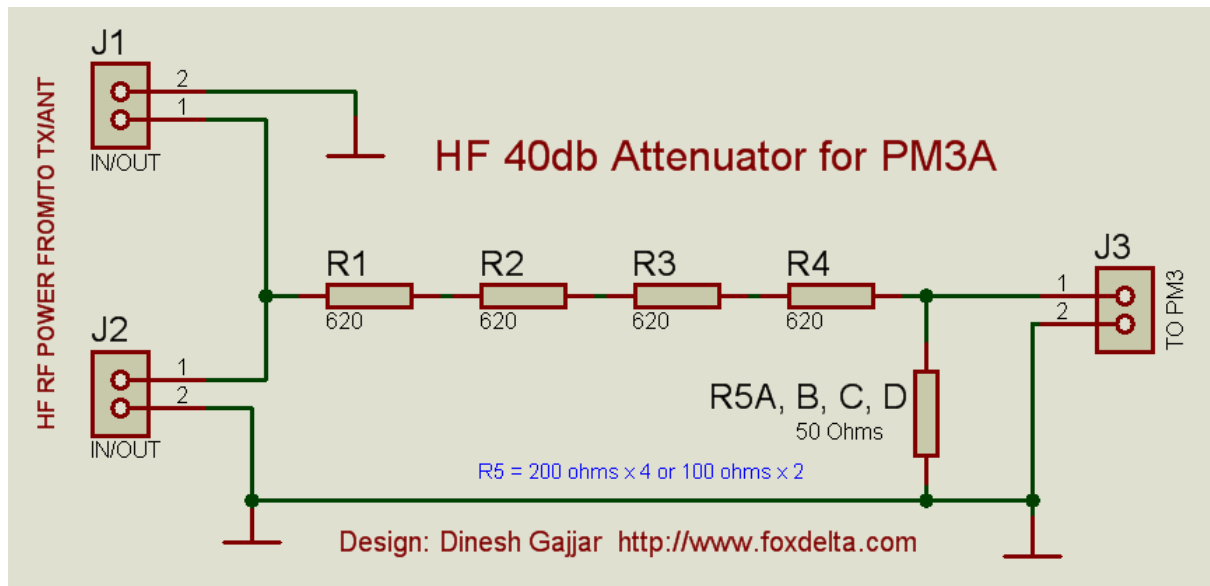 J1
2
1
IN/OUT
HF RF POWER FROM/TO TX/ANT
HF 40db Attenuator for PM3A
R1
620
R2
620
R3
620
R4
620
J3
1
2
TO PM3
J2
1
2
IN/OUT
R5A, B, C, D
50 Ohms
R5 = 200 ohms x 4 or 100 ohms x 2
Design: Dinesh Gajjar http://www.foxdelta.com